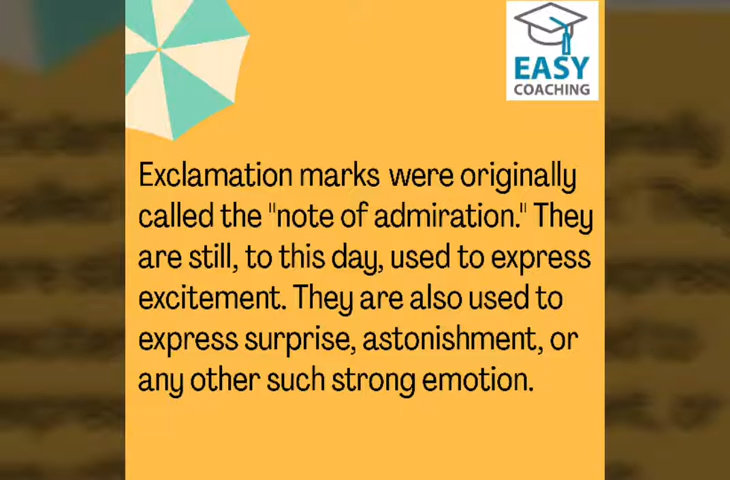 EASY
COACHING
Exclamation marks were originally
called the "note of admiration." They
are still, to this day, used to express
excitement. They are also used to
express surprise, astonishment, or
any other such strong emotion.